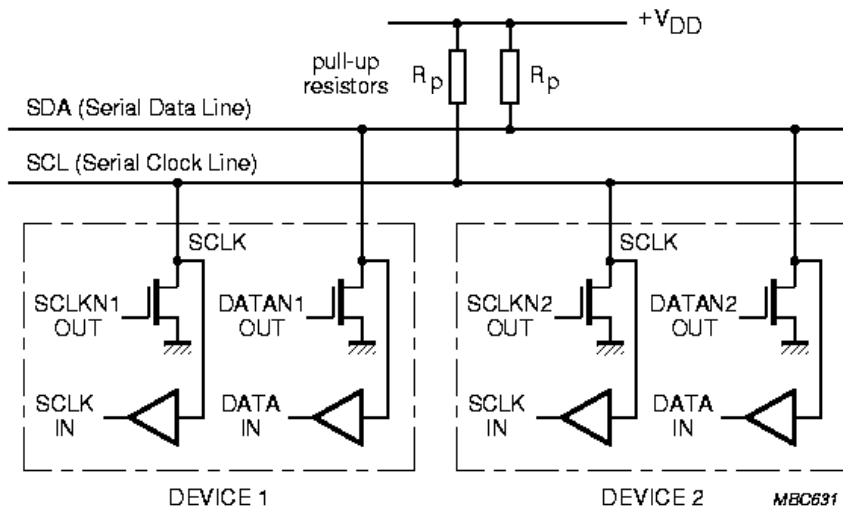 +VDD
pull-up
resistors
Rp
Rp
SDA (Serial Data Line)
SCL (Serial Clock Line)
SCLK
SCLK
SCLKN1
OUT
DATAN1
OUT
SCLKN2
OUT
DATAN2
OUT
SCLK
IN
DATA
IN
SCLK
IN
DATA
IN
DEVICE 1
DEVICE 2
MBC631